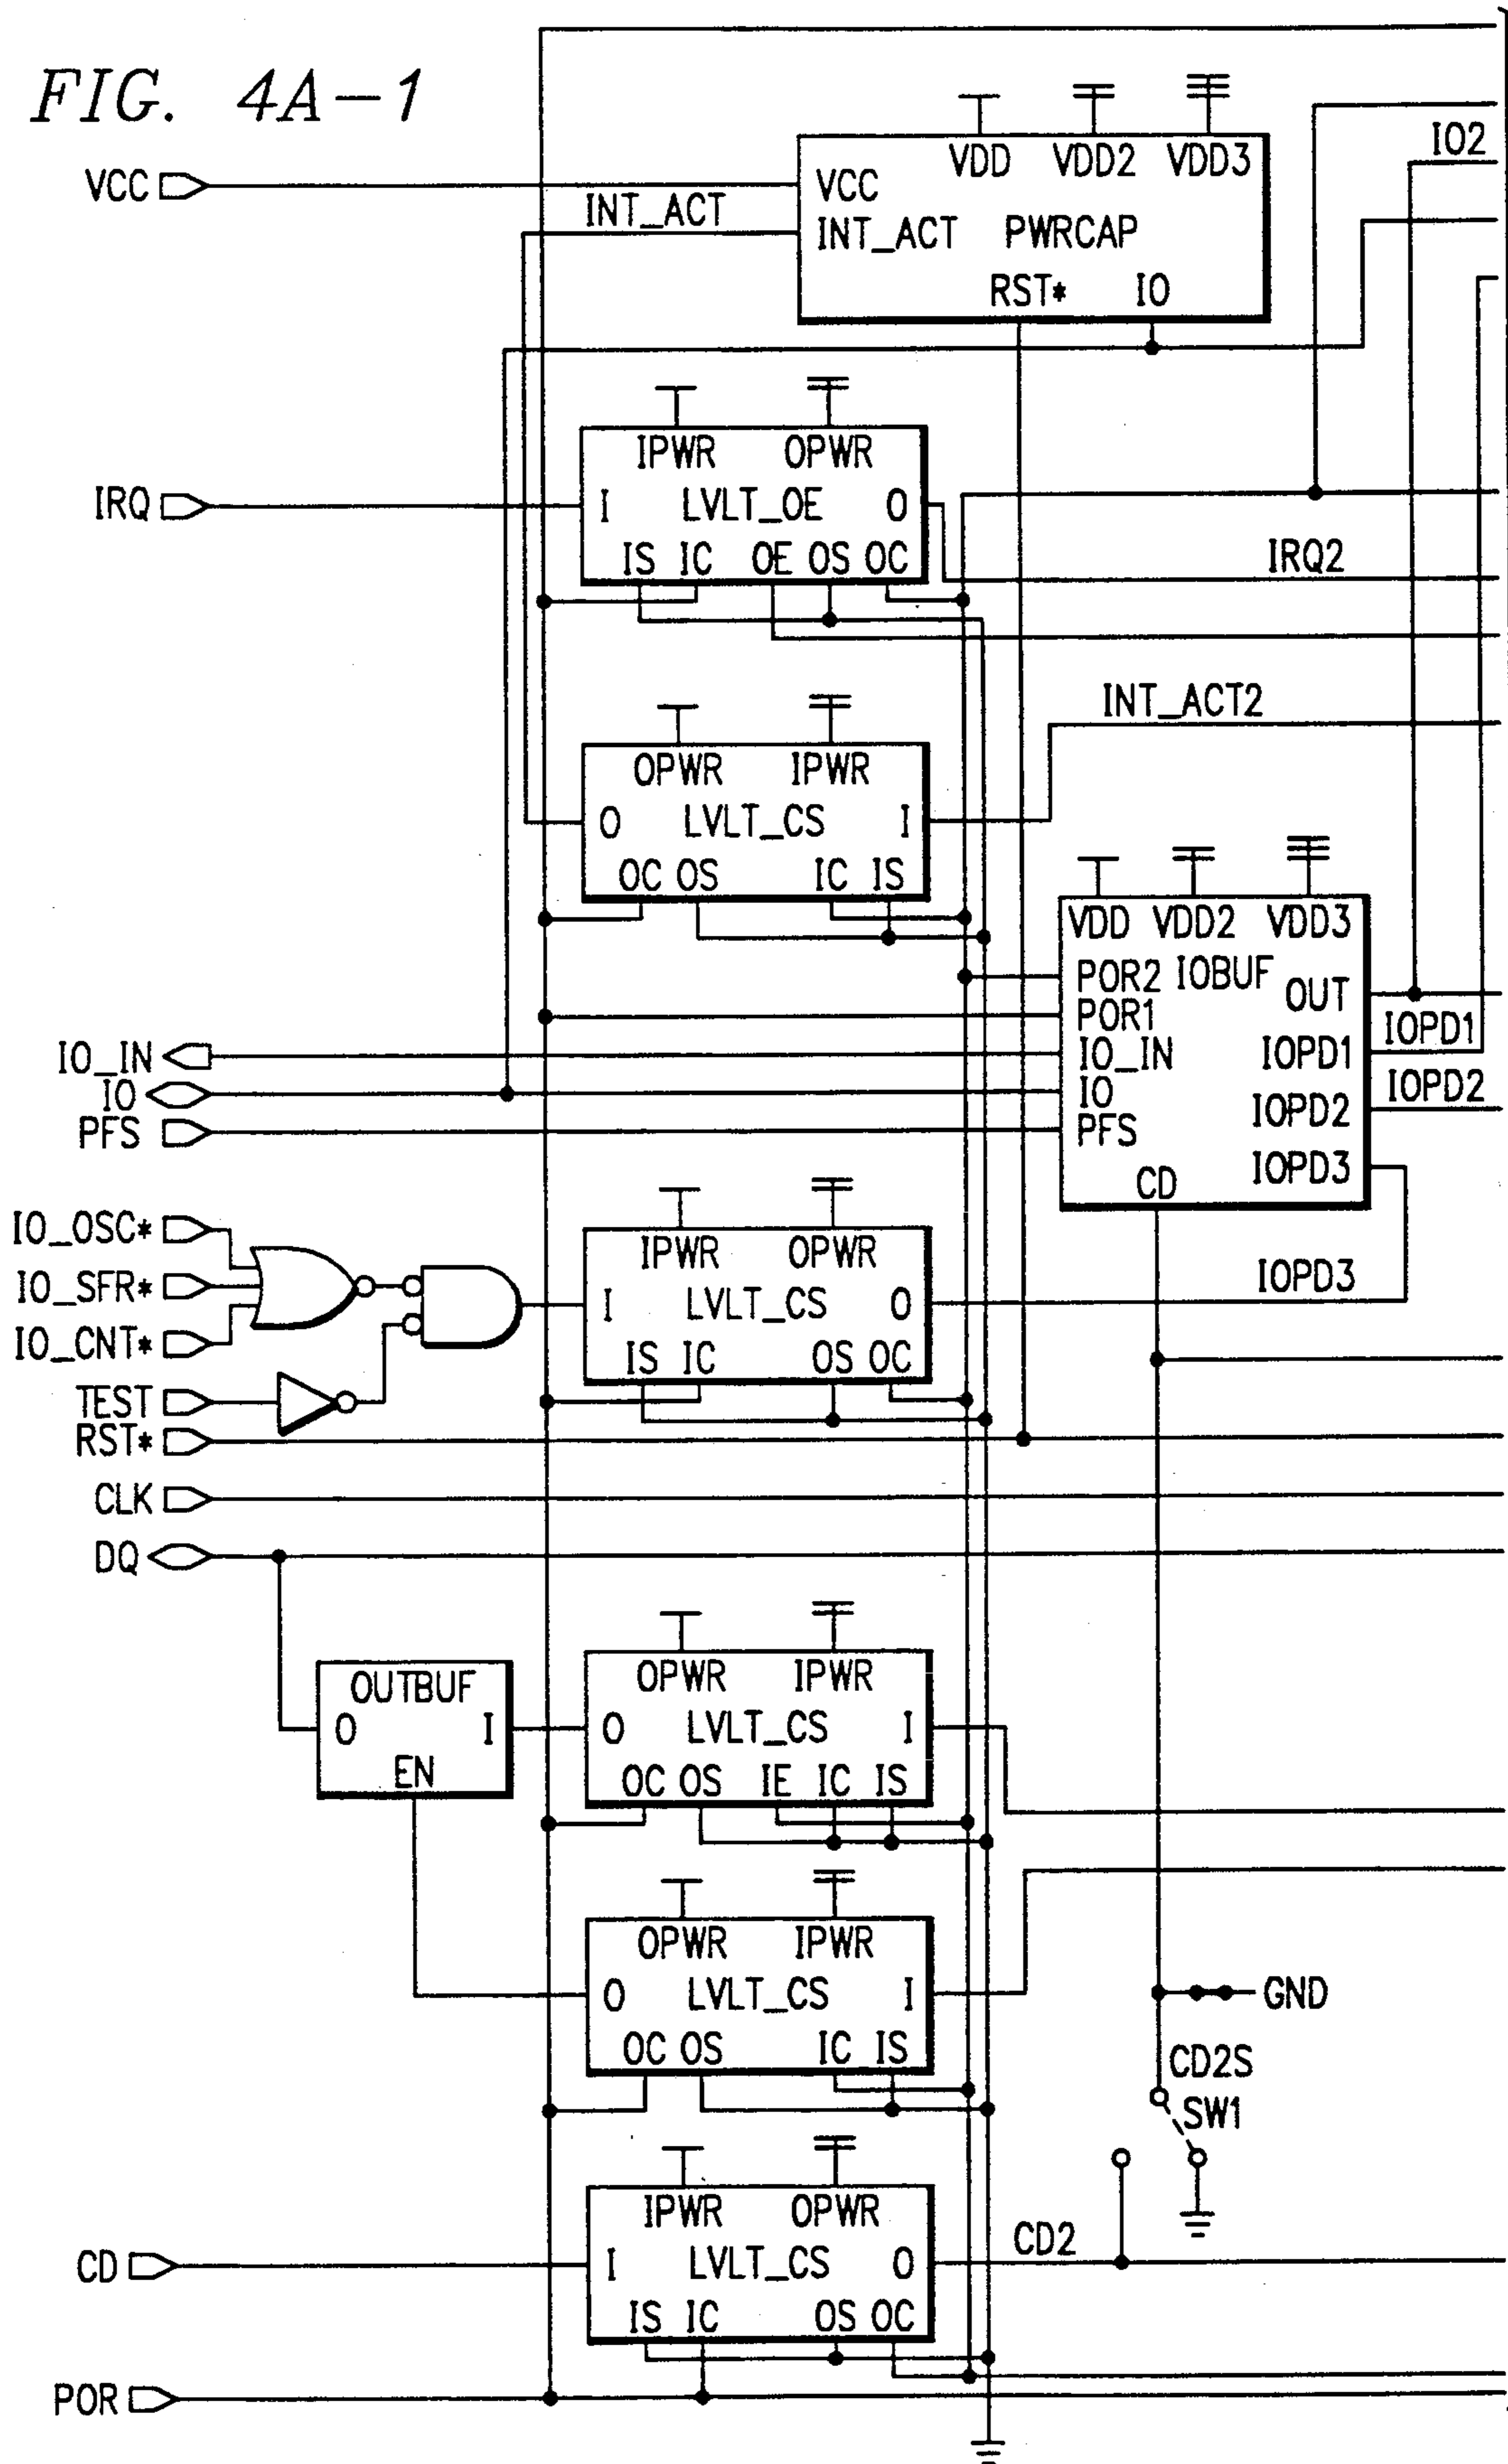 FIG. 4A-1
IO2
VDD VDD2 VDD3
VCC
VCC
INT_ACT
INT_ACT PWRCAP
RST* IO
IPWR OPWR
IRQ
I LVLT_OE O
IS IC OE OS OC
IRQ2
INT_ACT2
OPWR IPWR
O LVLT_CS I
OC OS IC IS
VDD VDD2 VDD3
POR2 IOBUF
OUT
POR1
IOPD1
IO_IN
IO_IN
IOPD1
IO
IO
IOPD2
IOPD2
PFS
PFS
IOPD3
CD
IO_OSC*
IPWR OPWR
IOPD3
IO_SFR*
I LVLT_CS O
IO_CNT*
IS IC OS OC
TEST
RST*
CLK
DQ
OUTBUF
OPWR IPWR
O I
O LVLT_CS I
EN
OC OS IE IC IS
OPWR IPWR
O LVLT_CS I
GND
OC OS IC IS
CD2S
SW1
IPWR OPWR
CD2
CD
I LVLT_CS O
IS IC OS OC
POR